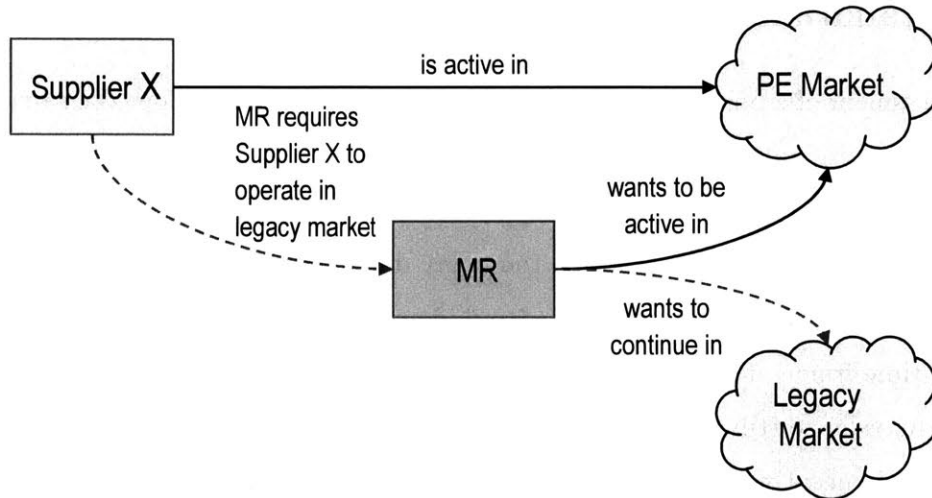 Supplier X
is active in
PE Market
MR requires
Supplier X to
operate in
legacy market
wants to be
active in
MR
wants to
continue in
Legacy
Market